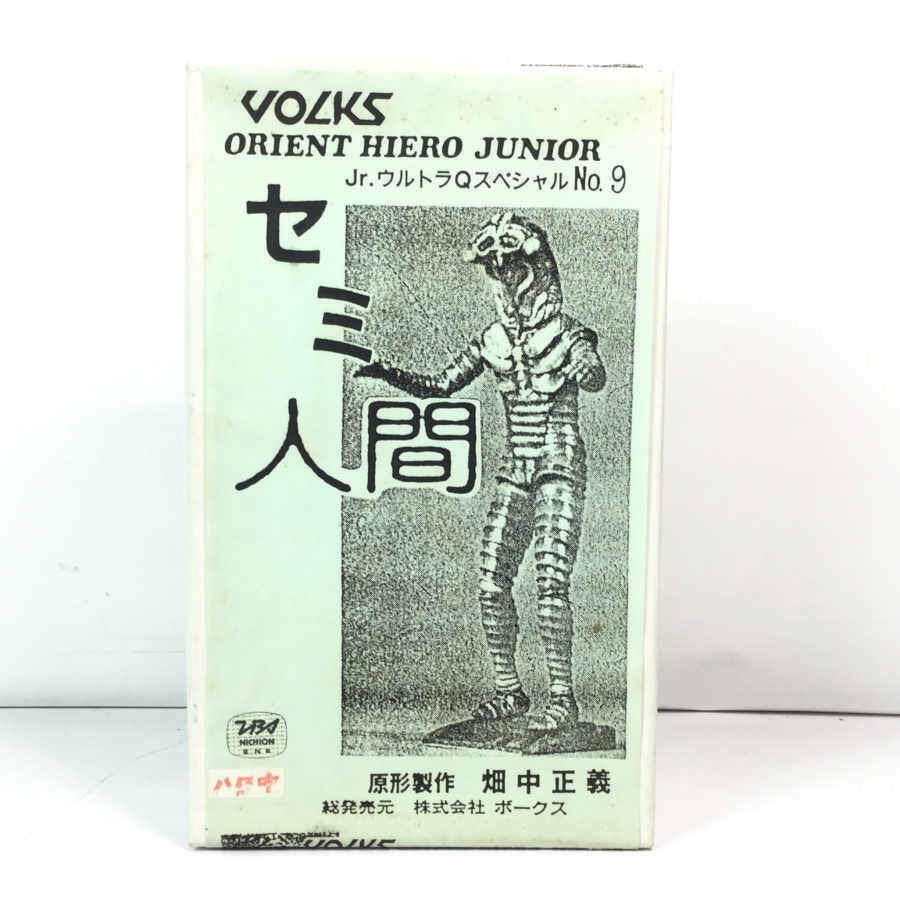 VOLKS
ORIENT HIERO JUNIOR
Jr.ウルトラQスペシャル No.9
セミ人間
NICHION
原形製作 畑中正義
総発売元 株式会社 ボークス
VOLKS